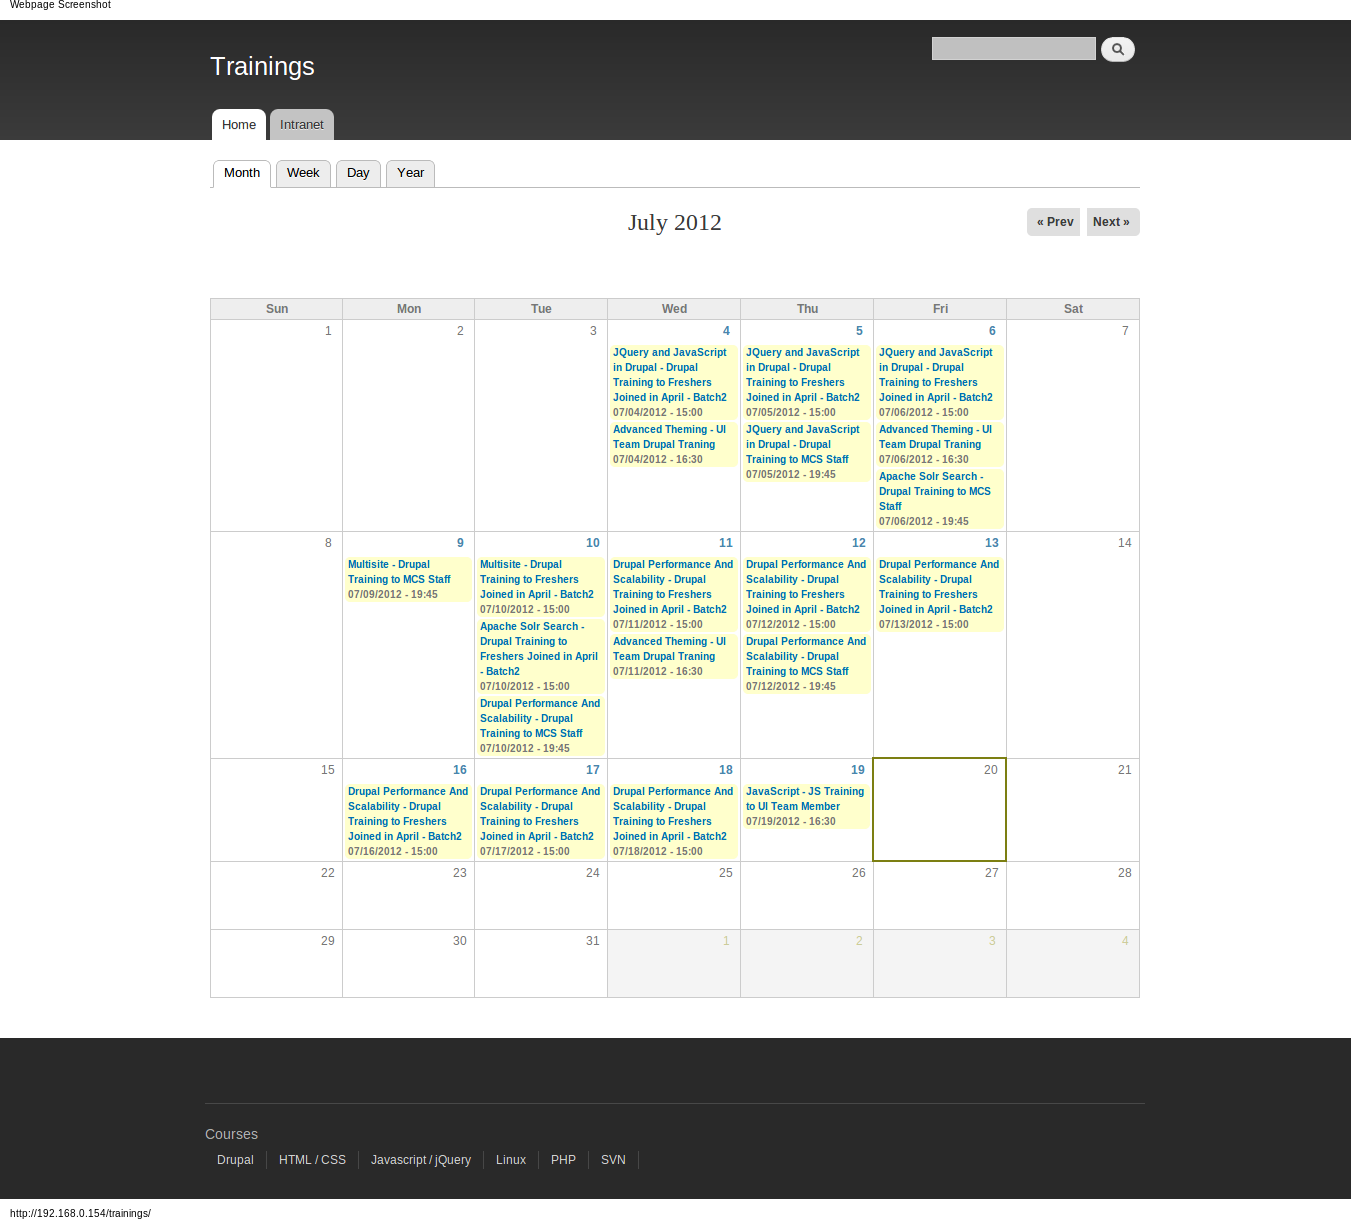 Webpage Screenshot
Trainings
Home Intranet
Month Week Day Year
July 2012
« Prev Next »
Sun Mon Tue Wed Thu Fri Sat
1
2
3
4
JQuery and JavaScript
in Drupal - Drupal
Training to Freshers
Joined in April - Batch2
07/04/2012 - 15:00
Advanced Theming - UI
Team Drupal Traning
07/04/2012 - 16:30
5
JQuery and JavaScript
in Drupal - Drupal
Training to Freshers
Joined in April - Batch2
07/05/2012 - 15:00
JQuery and JavaScript
in Drupal - Drupal
Training to MCS Staff
07/05/2012 - 19:45
6
JQuery and JavaScript
in Drupal - Drupal
Training to Freshers
Joined in April - Batch2
07/06/2012 - 15:00
Advanced Theming - UI
Team Drupal Traning
07/06/2012 - 16:30
Apache Solr Search -
Drupal Training to MCS
Staff
07/06/2012 - 19:45
7
8
9
Multisite - Drupal
Training to MCS Staff
07/09/2012 - 19:45
10
Multisite - Drupal
Training to Freshers
Joined in April - Batch2
07/10/2012 - 15:00
Apache Solr Search -
Drupal Training to
Freshers Joined in April
- Batch2
07/10/2012 - 15:00
Drupal Performance And
Scalability - Drupal
Training to MCS Staff
07/10/2012 - 19:45
11
Drupal Performance And
Scalability - Drupal
Training to Freshers
Joined in April - Batch2
07/11/2012 - 15:00
Advanced Theming - UI
Team Drupal Traning
07/11/2012 - 16:30
12
Drupal Performance And
Scalability - Drupal
Training to Freshers
Joined in April - Batch2
07/12/2012 - 15:00
Drupal Performance And
Scalability - Drupal
Training to MCS Staff
07/12/2012 - 19:45
13
Drupal Performance And
Scalability - Drupal
Training to Freshers
Joined in April - Batch2
07/13/2012 - 15:00
14
15
16
Drupal Performance And
Scalability - Drupal
Training to Freshers
Joined in April - Batch2
07/16/2012 - 15:00
17
Drupal Performance And
Scalability - Drupal
Training to Freshers
Joined in April - Batch2
07/17/2012 - 15:00
18
Drupal Performance And
Scalability - Drupal
Training to Freshers
Joined in April - Batch2
07/18/2012 - 15:00
19
JavaScript - JS Training
to UI Team Member
07/19/2012 - 16:30
20
21
22 23 24 25 26 27 28
29 30 31 1 2 3 4
Courses
Drupal HTML / CSS Javascript / jQuery Linux PHP SVN
http://192.168.0.154/trainings/